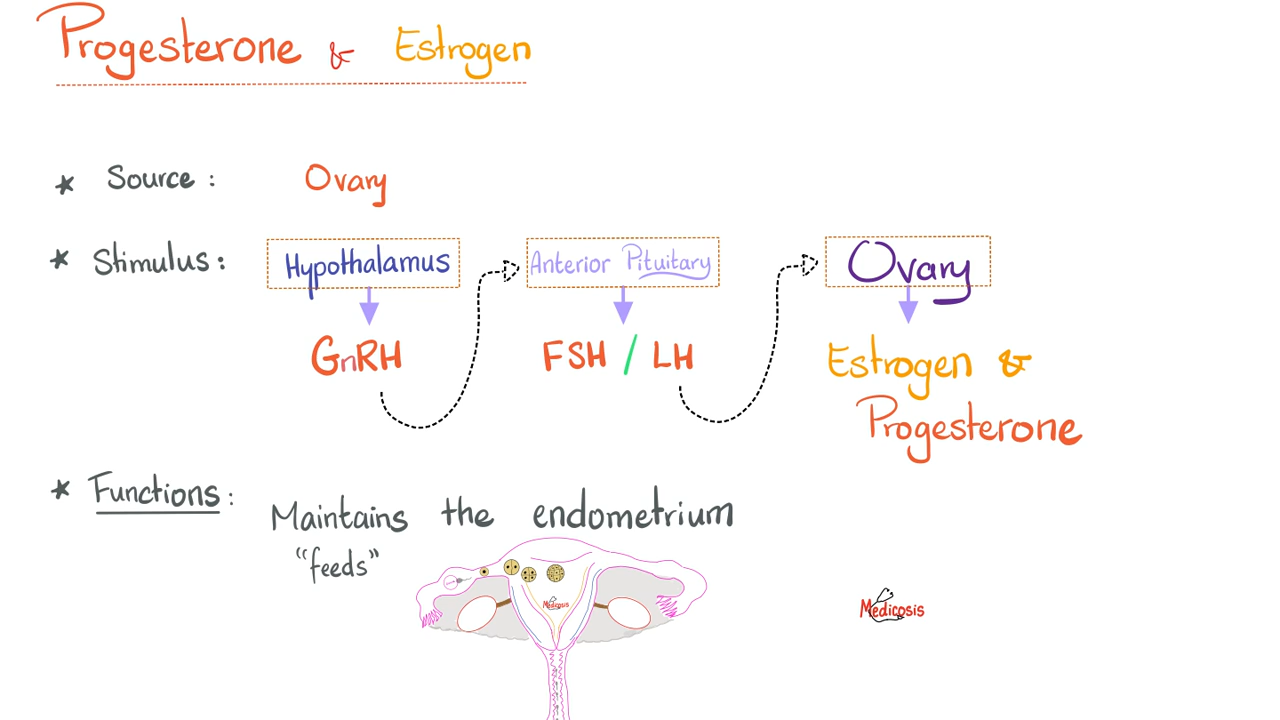 Progesterone & Estrogen
* Source: Ovary
* Stimulus: Hypothalamus Anterior Pituitary Ovary
GnRH FSH / LH Estrogen &
Progesterone
* Functions: Maintains the endometrium
"feeds"
Medicosis
Medicosis